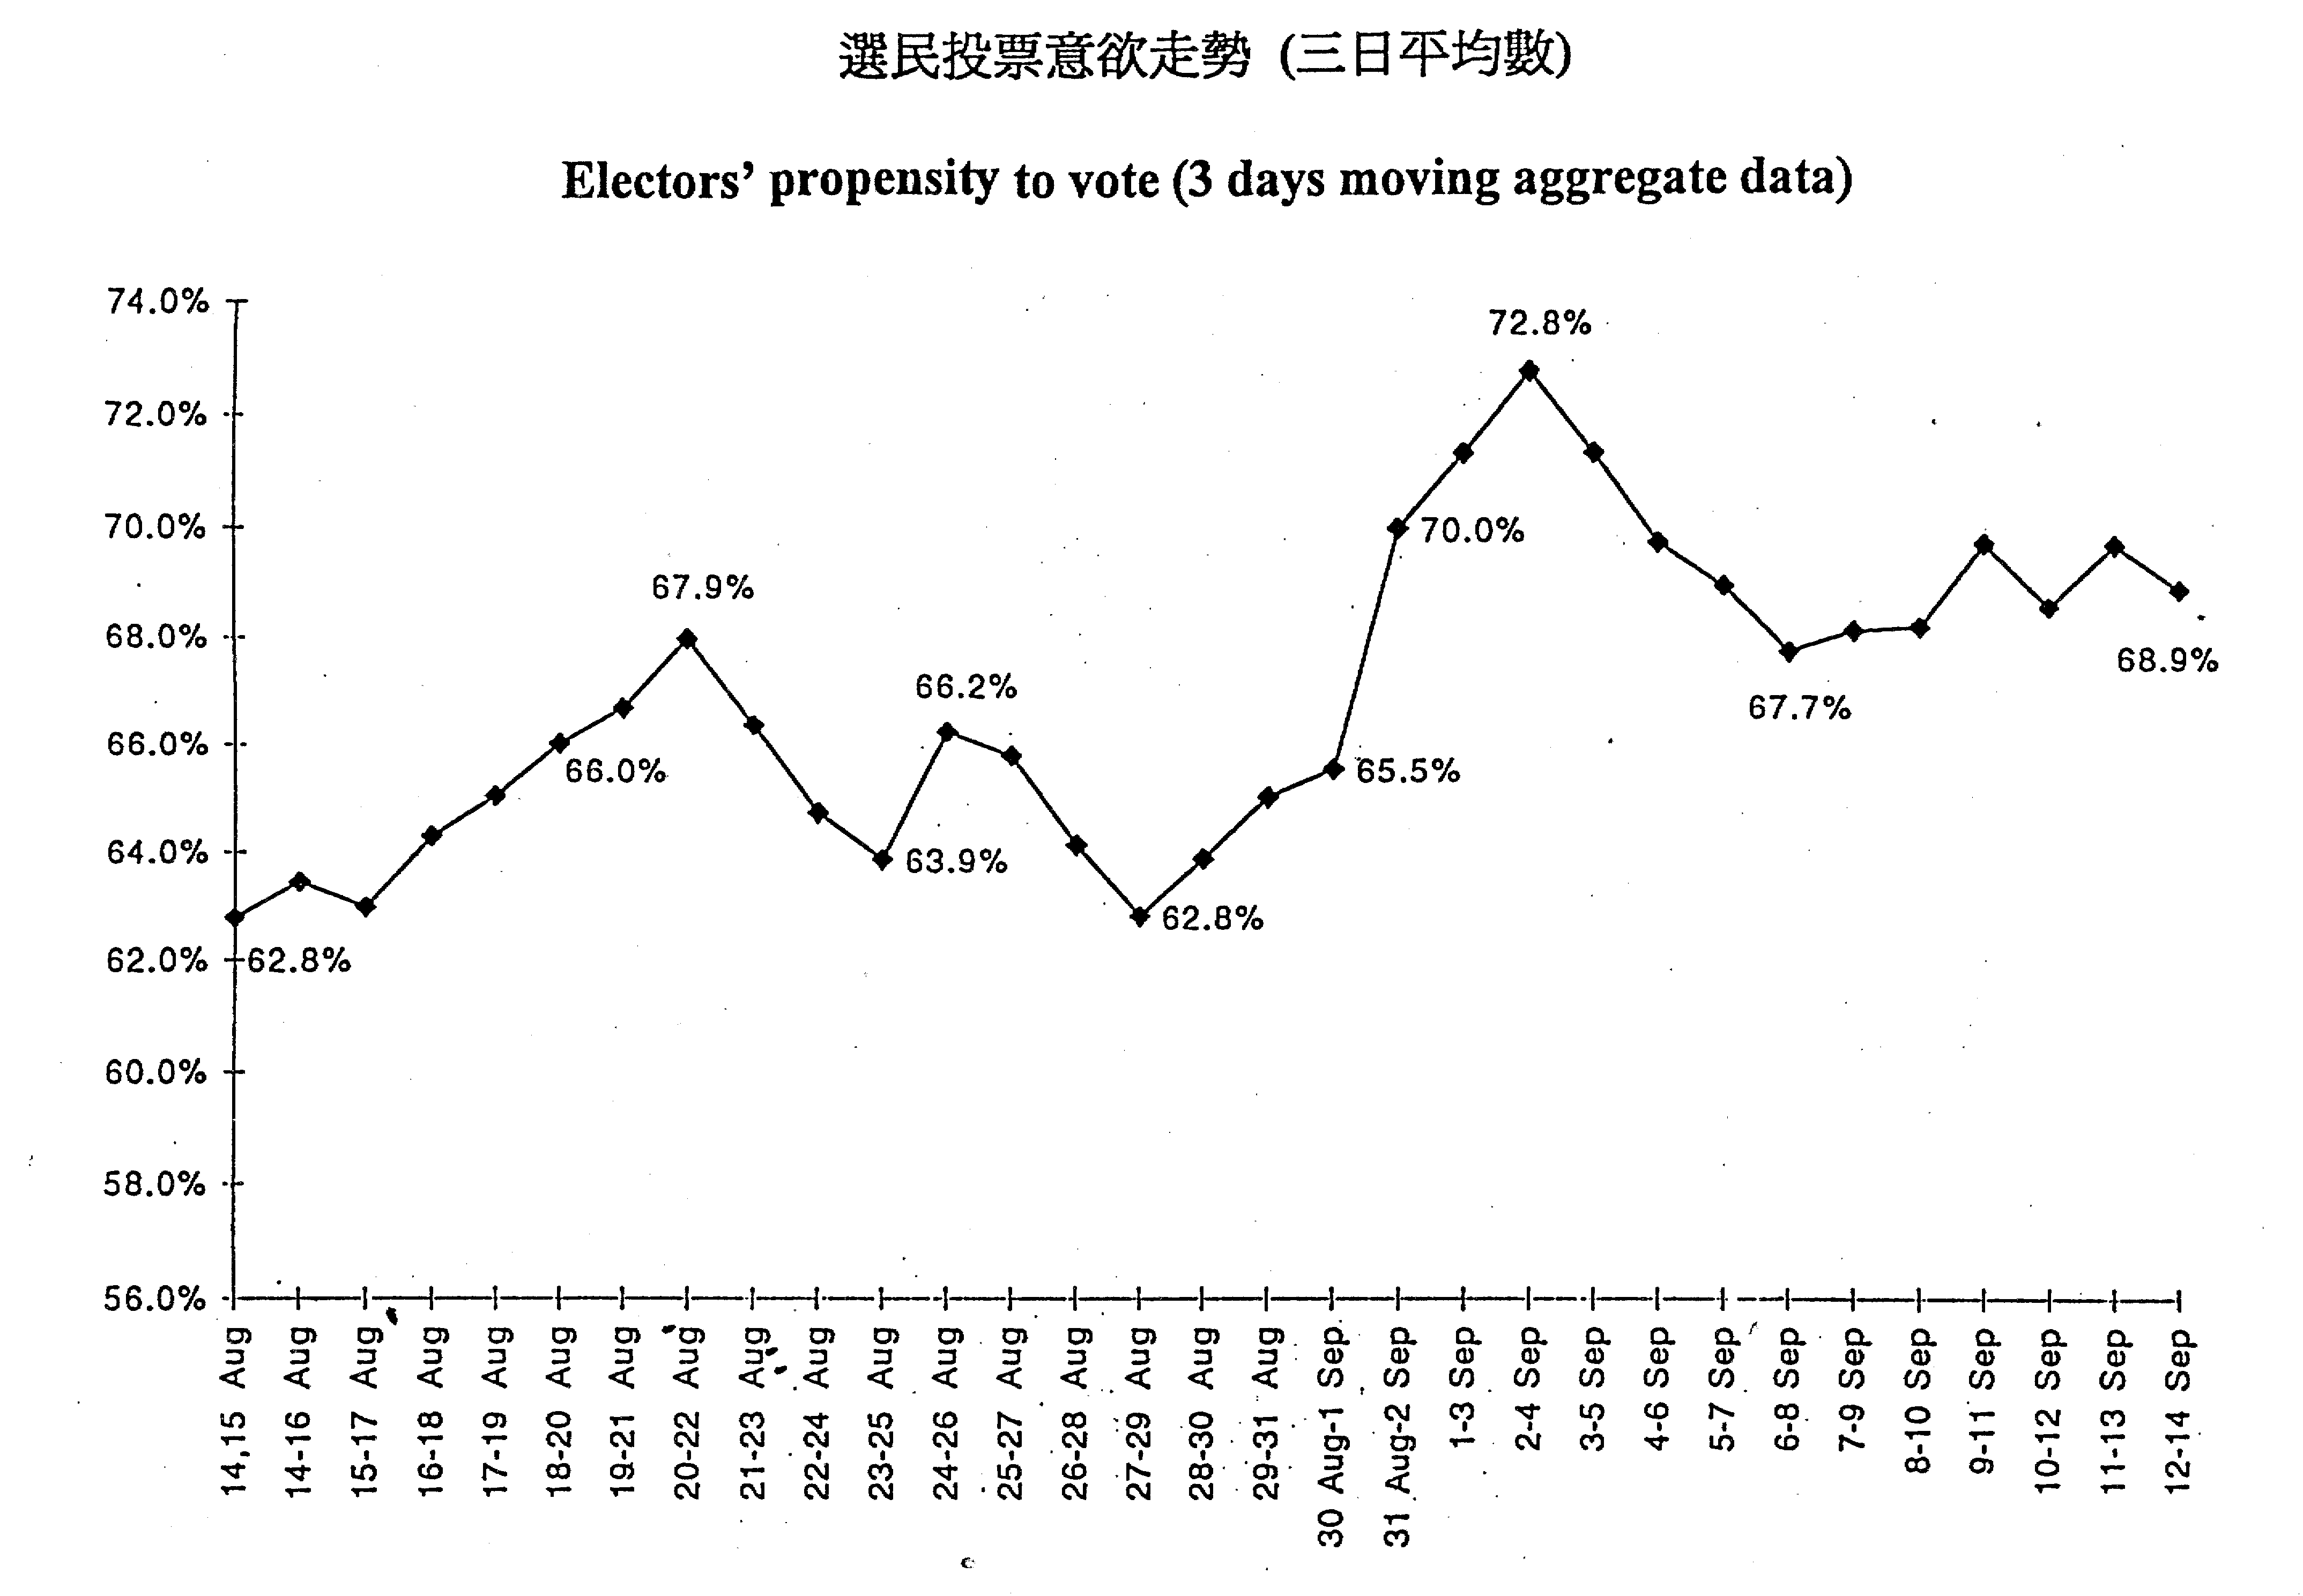 選民投票意欲走勢 (三日平均數)
Electors' propensity to vote (3 days moving aggregate data)
74.0%
72.0%
70.0%
68.0%
66.0%
64.0%
62.0%
60.0%
58.0%
56.0%
62.8%
66.0%
67.9%
63.9%
66.2%
62.8%
65.5%
70.0%
72.8%
67.7%
68.9%
14,15 Aug
14-16 Aug
15-17 Aug
16-18 Aug
17-19 Aug
18-20 Aug
19-21 Aug
20-22 Aug
21-23 Aug
22-24 Aug
23-25 Aug
24-26 Aug
25-27 Aug
26-28 Aug
27-29 Aug
28-30 Aug
29-31 Aug
30 Aug-1 Sep
31 Aug-2 Sep
1-3 Sep
2-4 Sep
3-5 Sep
4-6 Sep
5-7 Sep
6-8 Sep
7-9 Sep
8-10 Sep
9-11 Sep
10-12 Sep
11-13 Sep
12-14 Sep